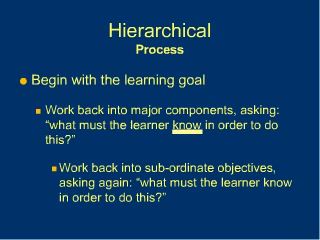 Hierarchical
Process
Begin with the learning goal
Work back into major components, asking:
“what must the learner know in order to do
this?”
Work back into sub-ordinate objectives,
asking again: “what must the learner know
in order to do this?”